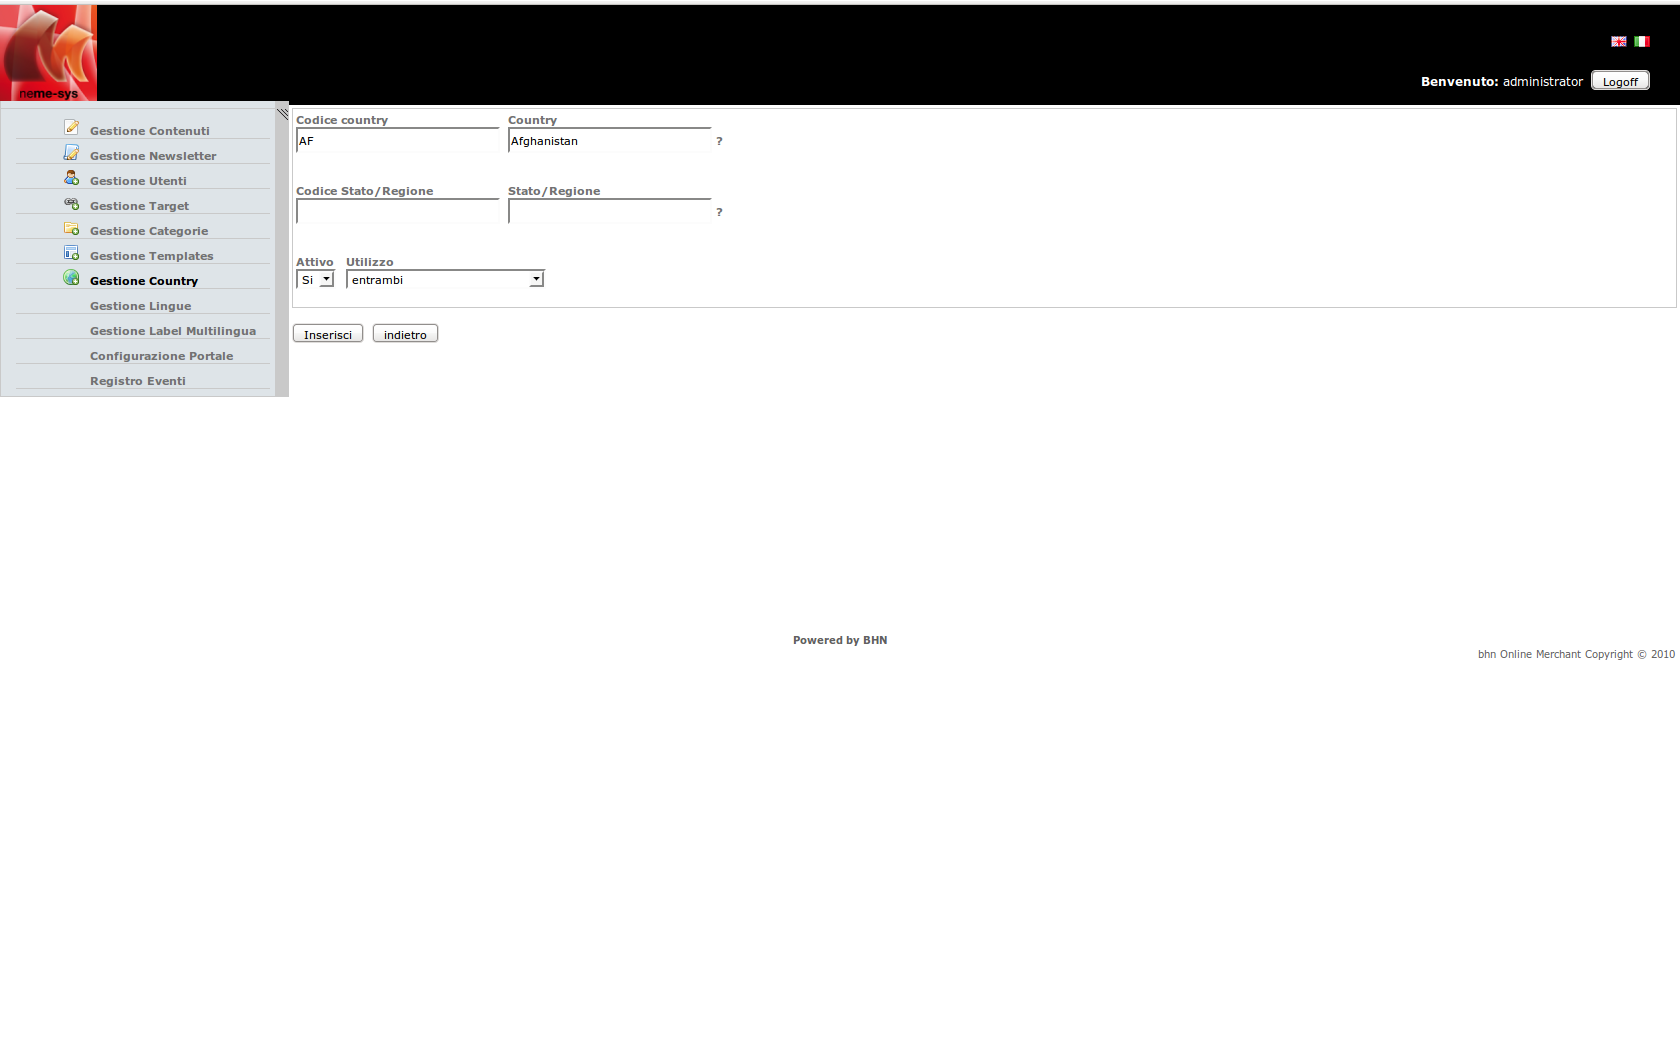 neme-sys
Benvenuto: administrator Logoff
Gestione Contenuti
Gestione Newsletter
Gestione Utenti
Gestione Target
Gestione Categorie
Gestione Templates
Gestione Country
Gestione Lingue
Gestione Label Multilingua
Configurazione Portale
Registro Eventi
Codice country Country
AF Afghanistan ?
Codice Stato/Regione Stato/Regione
?
Attivo Utilizzo
Si entrambi
Inserisci indietro
Powered by BHN
bhn Online Merchant Copyright © 2010